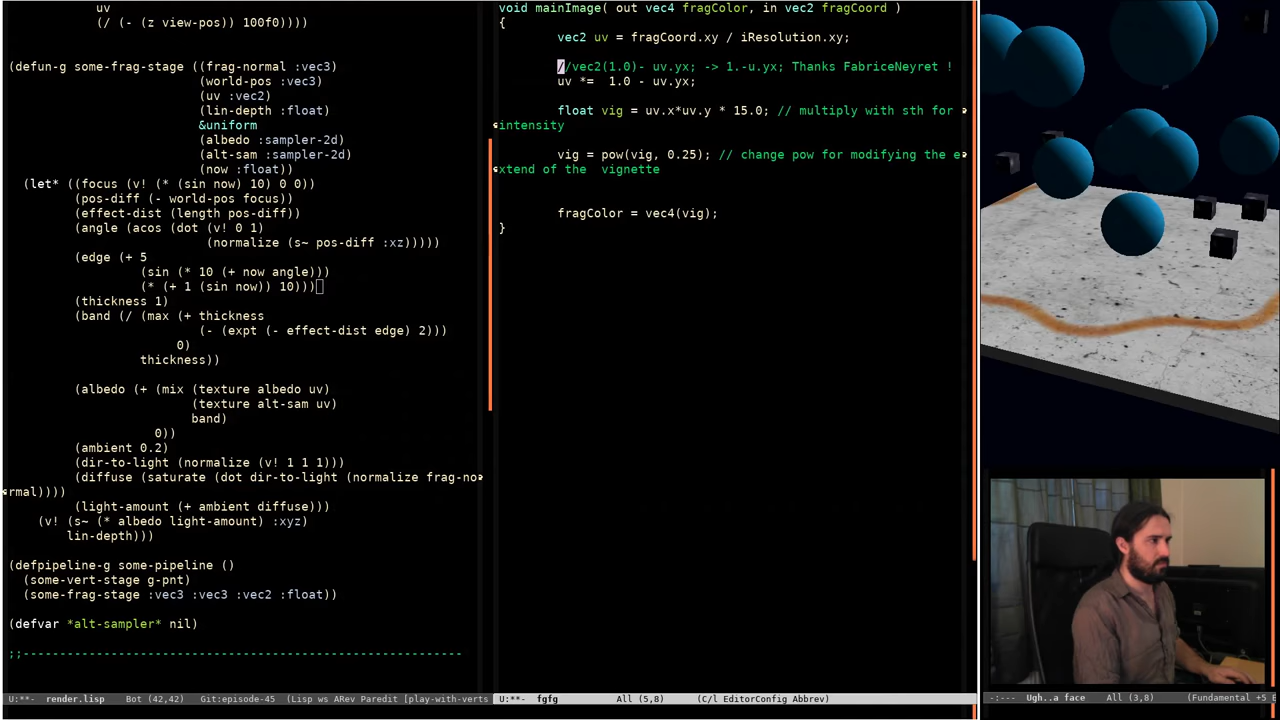 uv
(/ (- (z view-pos)) 100f0))))
(defun-g some-frag-stage ((frag-normal :vec3)
(world-pos :vec3)
(uv :vec2)
(lin-depth :float)
&uniform
(albedo :sampler-2d)
(alt-sam :sampler-2d)
(now :float))
(let* ((focus (v! (* (sin now) 10) 0 0))
(pos-diff (- world-pos focus))
(effect-dist (length pos-diff))
(angle (acos (dot (v! 0 1)
(normalize (s~ pos-diff :xz)))))
(edge (+ 5
(sin (* 10 (+ now angle)))
(* (+ 1 (sin now)) 10)))
(thickness 1)
(band (/ (max (+ thickness
(- (expt (- effect-dist edge) 2)))
0)
thickness))
(albedo (+ (mix (texture albedo uv)
(texture alt-sam uv)
band)
0))
(ambient 0.2)
(dir-to-light (normalize (v! 1 1 1)))
(diffuse (saturate (dot dir-to-light (normalize frag-no
rmal))))
(light-amount (+ ambient diffuse)))
(v! (s~ (* albedo light-amount) :xyz)
lin-depth)))
(defpipeline-g some-pipeline ()
(some-vert-stage g-pnt)
(some-frag-stage :vec3 :vec3 :vec2 :float))
(defvar *alt-sampler* nil)
;;------------------------------------------------------------
U:**- render.lisp Bot (42,42) Git:episode-45 (Lisp ws ARev Paredit [play-with-verts
void mainImage( out vec4 fragColor, in vec2 fragCoord )
{
vec2 uv = fragCoord.xy / iResolution.xy;
//vec2(1.0)- uv.yx; -> 1.-u.yx; Thanks FabriceNeyret !
uv *=  1.0 - uv.yx;
float vig = uv.x*uv.y * 15.0; // multiply with sth for
intensity
vig = pow(vig, 0.25); // change pow for modifying the e
xtend of the  vignette
fragColor = vec4(vig);
}
U:**- fgfg All (5,8) (C/l EditorConfig Abbrev)
-:--- Ugh..a face All (3,8) (Fundamental +5 E